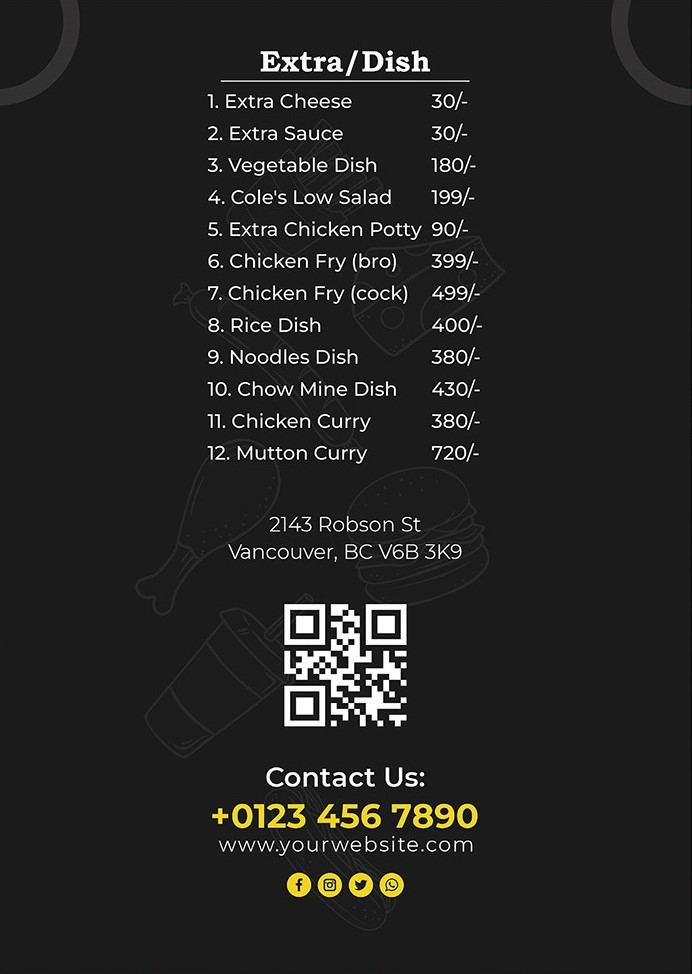 Extra/Dish
1. Extra Cheese 30/-
2. Extra Sauce 30/-
3. Vegetable Dish 180/-
4. Cole's Low Salad 199/-
5. Extra Chicken Potty 90/-
6. Chicken Fry (bro) 399/-
7. Chicken Fry (cock) 499/-
8. Rice Dish 400/-
9. Noodles Dish 380/-
10. Chow Mine Dish 430/-
11. Chicken Curry 380/-
12. Mutton Curry 720/-
2143 Robson St
Vancouver, BC V6B 3K9
Contact Us:
+0123 456 7890
www.yourwebsite.com